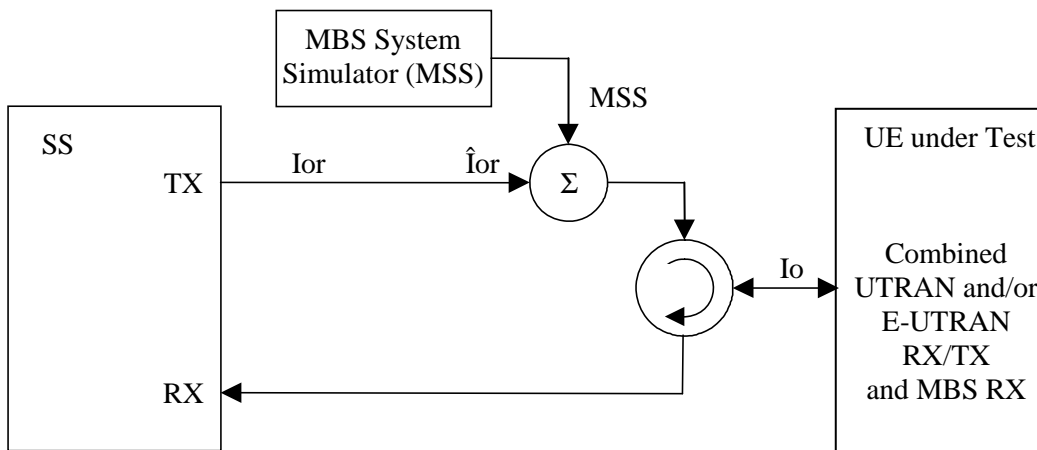 MBS System
Simulator (MSS)
MSS
SS
UE under Test
TX
Ior
Îor
Σ
Combined
UTRAN and/or
E-UTRAN
RX/TX
and MBS RX
Io
RX